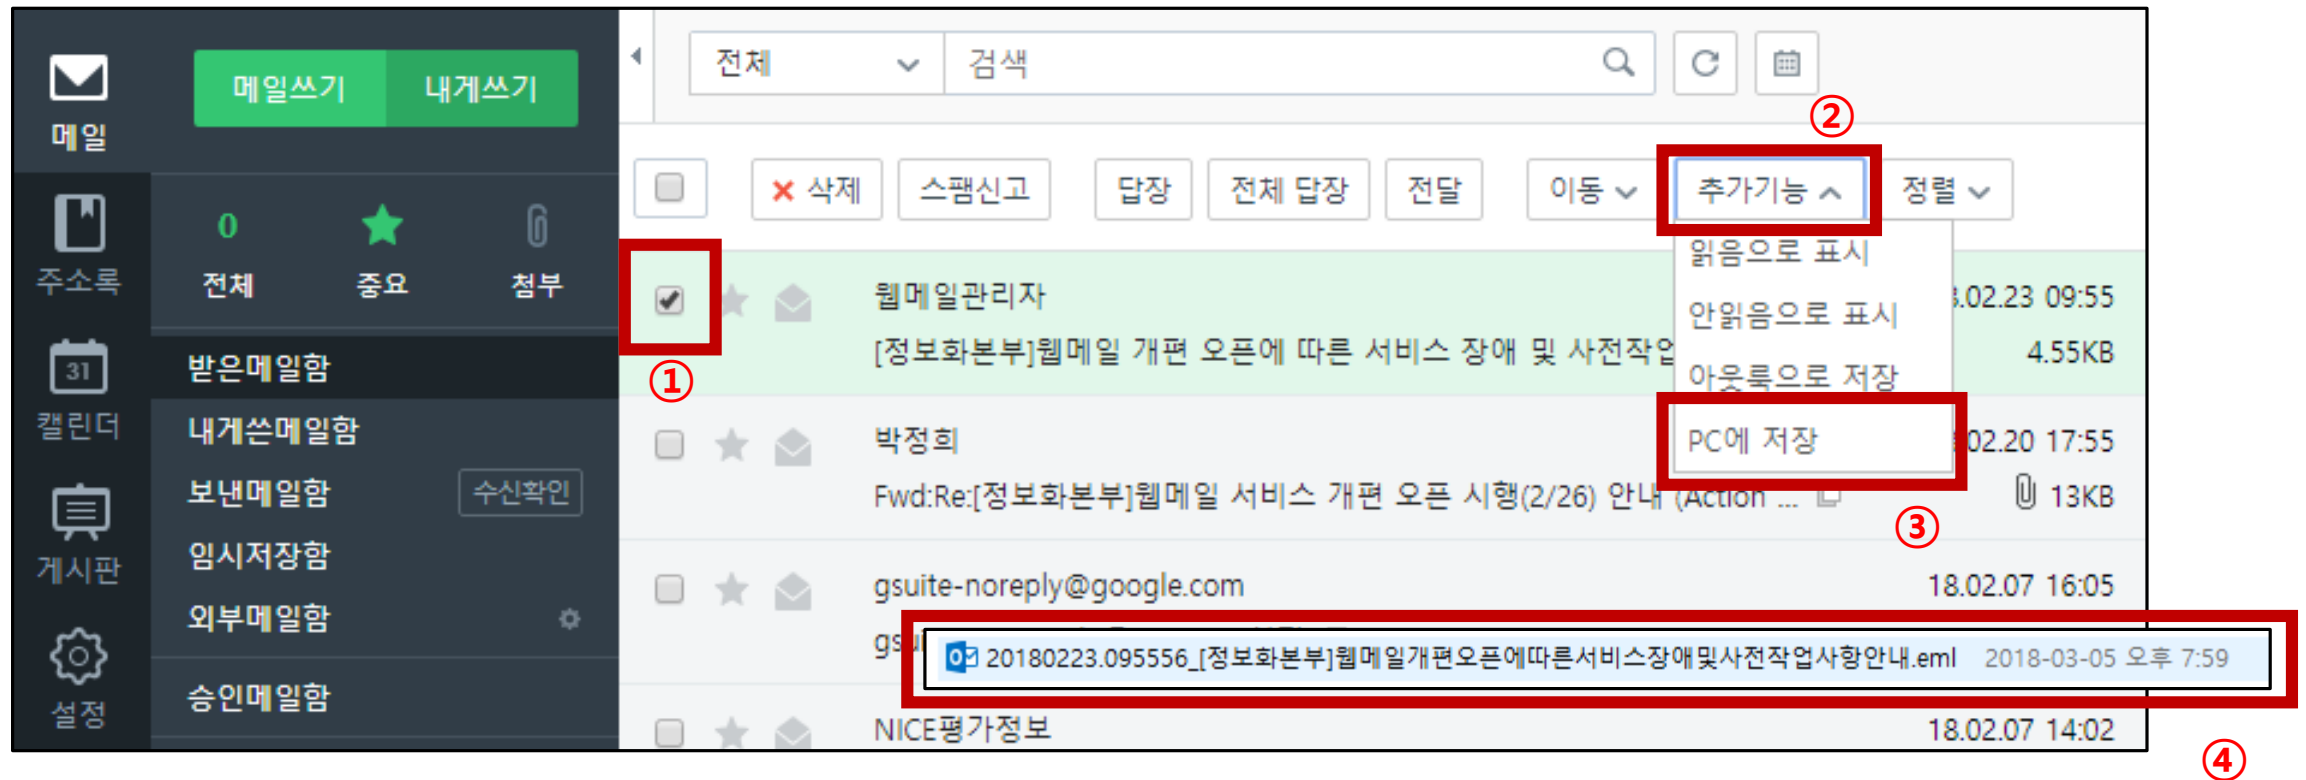 메일
주소록
31
캘린더
게시판
설정
메일쓰기 내게쓰기
0
전체 중요 첨부
받은메일함
내게쓴메일함
보낸메일함 수신확인
임시저장함
외부메일함
승인메일함
전체 검색
②
삭제 스팸신고 답장 전체 답장 전달 이동 추가기능 정렬
읽음으로 표시
안읽음으로 표시
아웃룩으로 저장
PC에 저장
①
웹메일관리자 .02.23 09:55
[정보화본부]웹메일 개편 오픈에 따른 서비스 장애 및 사전작업 4.55KB
박정희 02.20 17:55
Fwd:Re:[정보화본부]웹메일 서비스 개편 오픈 시행(2/26) 안내 (Action ... 13KB
③
gsuite-noreply@google.com 18.02.07 16:05
20180223.095556_[정보화본부]웹메일개편오픈에따른서비스장애및사전작업사항안내.eml 2018-03-05 오후 7:59
NICE평가정보 18.02.07 14:02
④